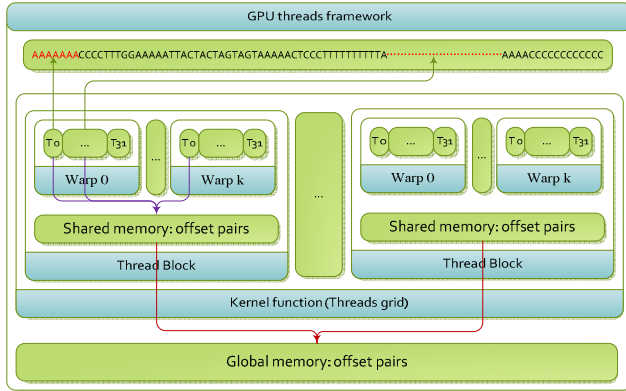 GPU threads framework
AAAAAAACCCCTTTGGAAAAATTACTACTAGTAGTAAAAACTCCCTTTTTTTTTTA..............................AAAACCCCCCCCCCCC
T0 ... T31 ... T0 ... T31 ... T0 ... T31 ... T0 ... T31
Warp 0 Warp k Warp 0 Warp k
Shared memory: offset pairs Shared memory: offset pairs
Thread Block Thread Block
Kernel function (Threads grid)
Global memory: offset pairs